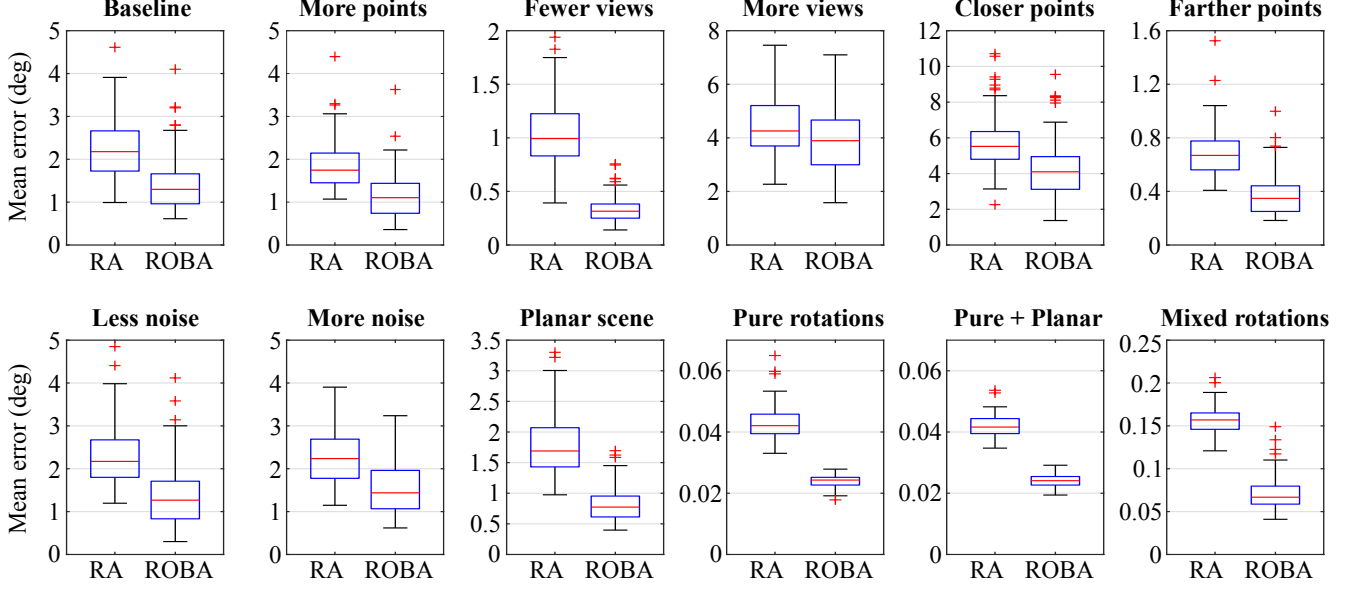 Baseline More points Fewer views More views Closer points Farther points
Mean error (deg)
5 5 2 8 12 1.6
4 4 1.5 6 10 1.2
3 3 1 4 8 0.8
2 2 0.5 2 6 0.4
1 1 0 0 4 0
0 0 2
0
RA ROBA RA ROBA RA ROBA RA ROBA RA ROBA RA ROBA
Less noise More noise Planar scene Pure rotations Pure + Planar Mixed rotations
Mean error (deg)
5 5 3.5 0.06 0.06 0.25
4 4 3 0.04 0.04 0.2
3 3 2.5 0.02 0.02 0.15
2 2 2 0 0 0.1
1 1 1.5 0.05
0 0 1 0
0.5
0
RA ROBA RA ROBA RA ROBA RA ROBA RA ROBA RA ROBA